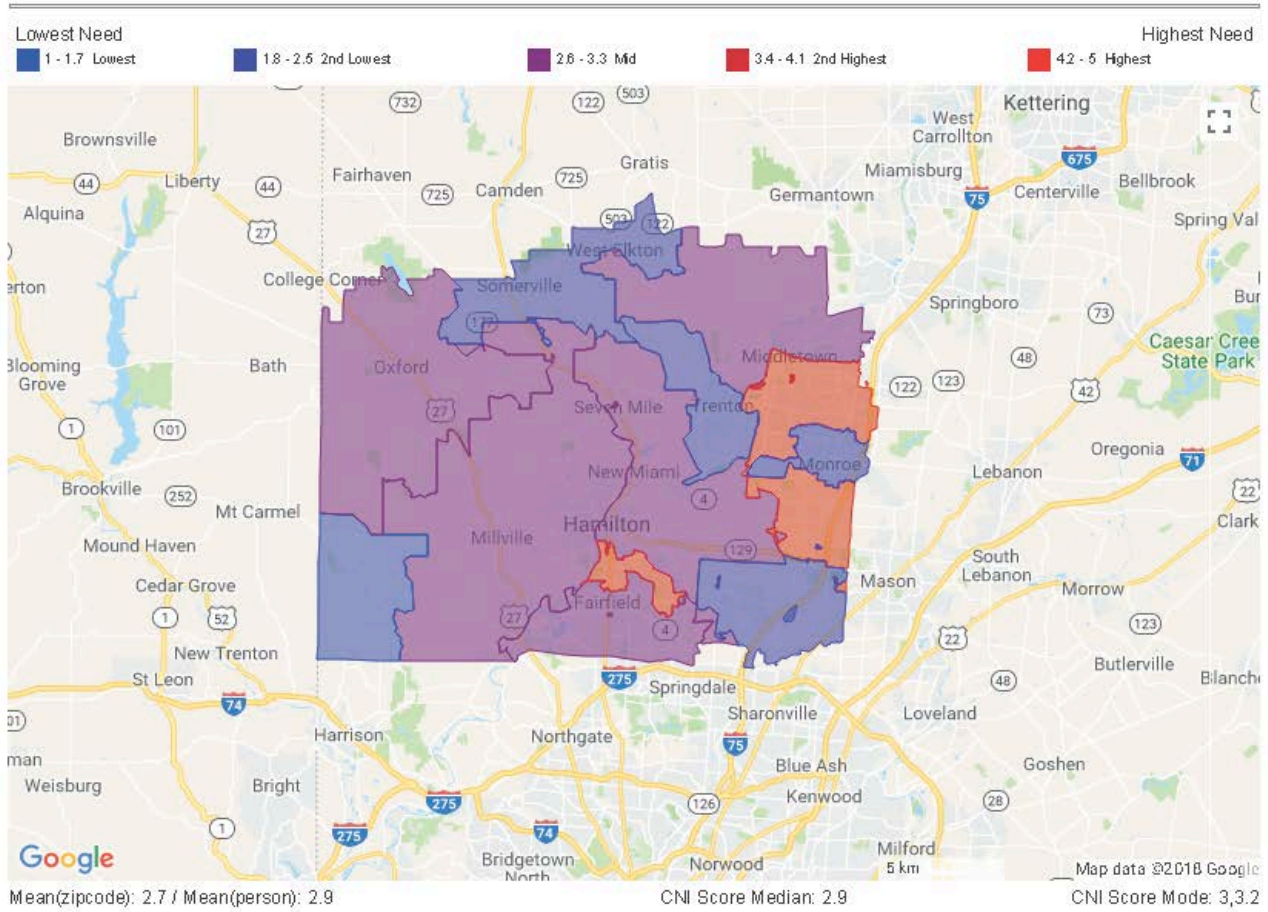 Lowest Need Highest Need
1 - 1.7 Lowest 1.8 - 2.5 2nd Lowest 2.6 - 3.3 Mid 3.4 - 4.1 2nd Highest 4.2 - 5 Highest
732 122 503 Kettering
Brownsville West
Carrollton
Gratis 675
Fairhaven Miamisburg
44 Liberty 44 725 Camden 725 Germantown 75 Centerville Bellbrook
Alquina 503 122 Spring Val
27 West Elkton
College Corner Somerville
erton Springboro Bur
177 73
Middletown Caesar Cree
State Park
Blooming
Grove Bath Oxford 48
122 123 42
27 Seven Mile Trenton
1 101 Oregonia
New Miami Monroe Lebanon 71
Brookville 252 4 22
Mt Carmel Hamilton Clark
Mound Haven Millville 129
South
Lebanon
Cedar Grove Mason Morrow
1 52 27 Fairfield 123
4 22
New Trenton Butlerville
St Leon 275 Springdale 48 Blanche
74 Sharonville Loveland
01 Harrison Northgate 75
man Blue Ash Goshen
Weisburg Bright Kenwood
275 126 28
1 275 74
Google Bridgetown
North Norwood Milford
5 km Map data ©2018 Google
Mean(zipcode): 2.7 / Mean(person): 2.9 CNI Score Median: 2.9 CNI Score Mode: 3,3.2